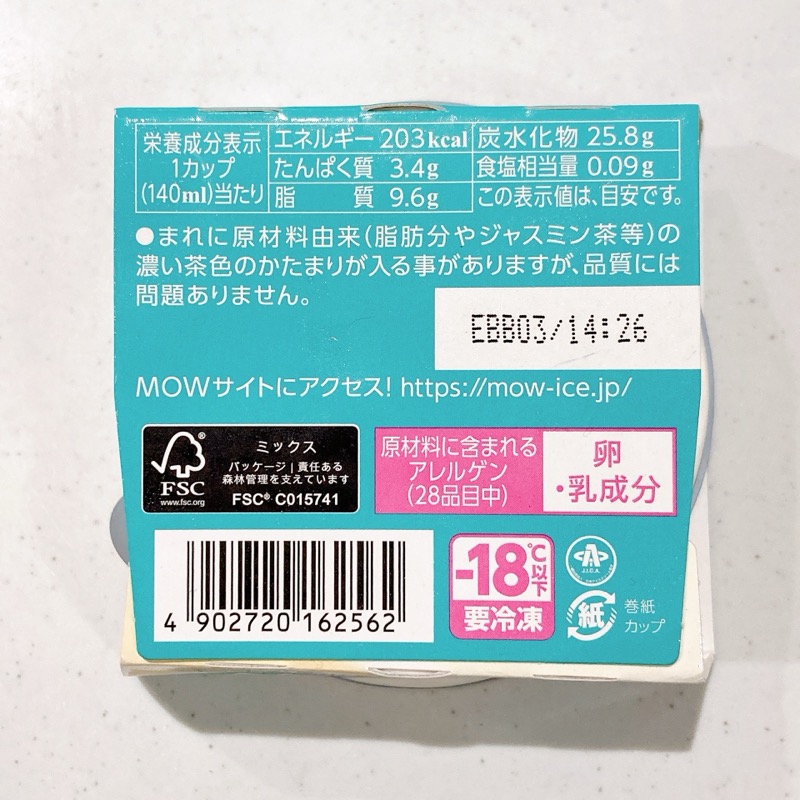 栄養成分表示
1カップ
(140ml)当たり
エネルギー 203kcal 炭水化物 25.8g
たんぱく質 3.4g 食塩相当量 0.09g
脂 質 9.6g この表示値は、目安です。
●まれに原材料由来(脂肪分やジャスミン茶等)の
濃い茶色のかたまりが入る事がありますが、品質には
問題ありません。
EBB03/14:26
MOWサイトにアクセス! https://mow-ice.jp/
FSC®
www.fsc.org
ミックス
パッケージ|責任ある
森林管理を支えています
FSC® C015741
原材料に含まれる
アレルゲン
(28品目中)
卵
・乳成分
4 902720 162562
-18℃以下
要冷凍
A
J.I.C.A.
紙
巻紙
カップ